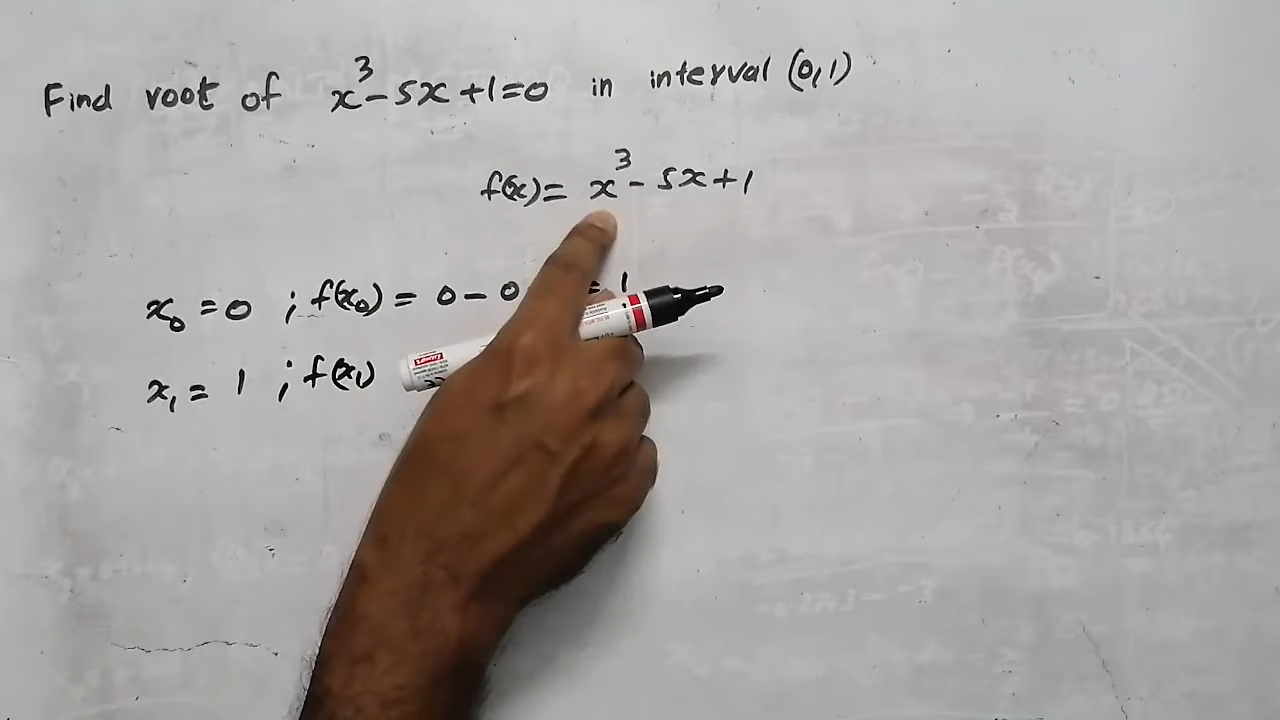 Find root of x³-5x+1=0 in interval (0,1)
f(x)= x³- 5x+1
x₀ =0 ; f(x₀) = 0-0 = 1
x₁= 1 ; f(x₁)